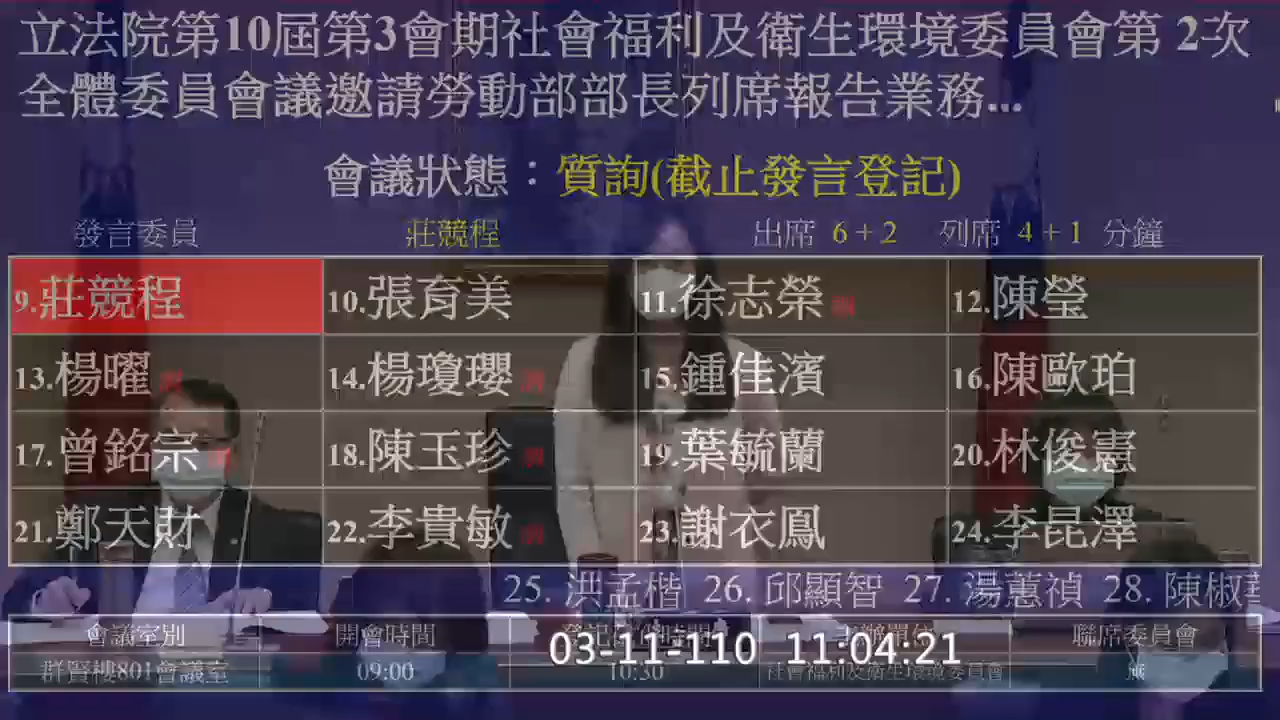 立法院第10屆第3會期社會福利及衛生環境委員會第 2次
全體委員會議邀請勞動部部長列席報告業務...
會議狀態：質詢(截止發言登記)
發言委員 莊競程 出席 6 + 2 列席 4 + 1 分鐘
9.莊競程 10.張育美 11.徐志榮 12.陳瑩
13.楊曜 14.楊瓊瓔 15.鍾佳濱 16.陳歐珀
17.曾銘宗 18.陳玉珍 19.葉毓蘭 20.林俊憲
21.鄭天財 22.李貴敏 23.謝衣鳳 24.李昆澤
25. 洪孟楷 26. 邱顯智 27. 湯蕙禎 28. 陳椒
會議室別 開會時間 聯席委員會
03-11-110 11:04:21
群賢樓801會議室 09:00 10:30 社會福利及衛生環境委員會